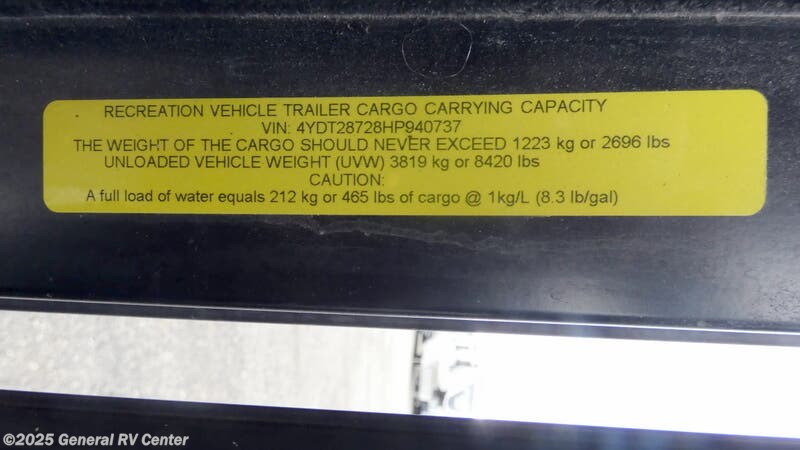 RECREATION VEHICLE TRAILER CARGO CARRYING CAPACITY
VIN: 4YDT28728HP940737
THE WEIGHT OF THE CARGO SHOULD NEVER EXCEED 1223 kg or 2696 lbs
UNLOADED VEHICLE WEIGHT (UVW) 3819 kg or 8420 lbs
CAUTION:
A full load of water equals 212 kg or 465 lbs of cargo @ 1kg/L (8.3 lb/gal)
©2025 General RV Center